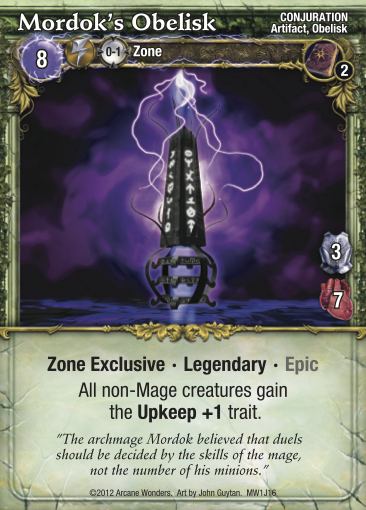 Mordok's Obelisk
CONJURATION
Artifact, Obelisk
8
0-1
Zone
2
3
7
Zone Exclusive · Legendary · Epic
All non-Mage creatures gain
the Upkeep +1 trait.
"The archmage Mordok believed that duels
should be decided by the skills of the mage,
not the number of his minions."
©2012 Arcane Wonders. Art by John Guytan. MW1J16